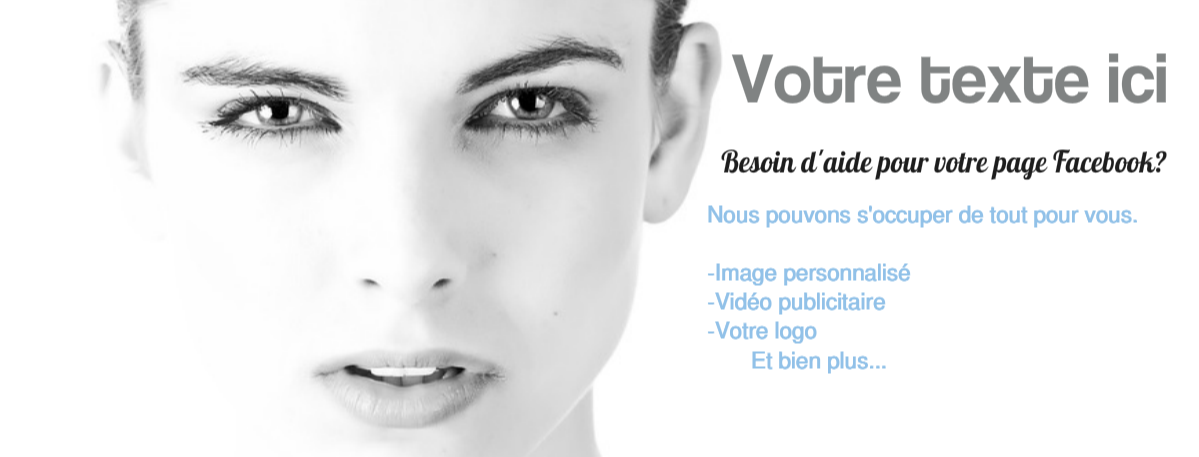 Votre texte ici
Besoin d'aide pour votre page Facebook?
Nous pouvons s'occuper de tout pour vous.
-Image personnalisé
-Vidéo publicitaire
-Votre logo
Et bien plus...